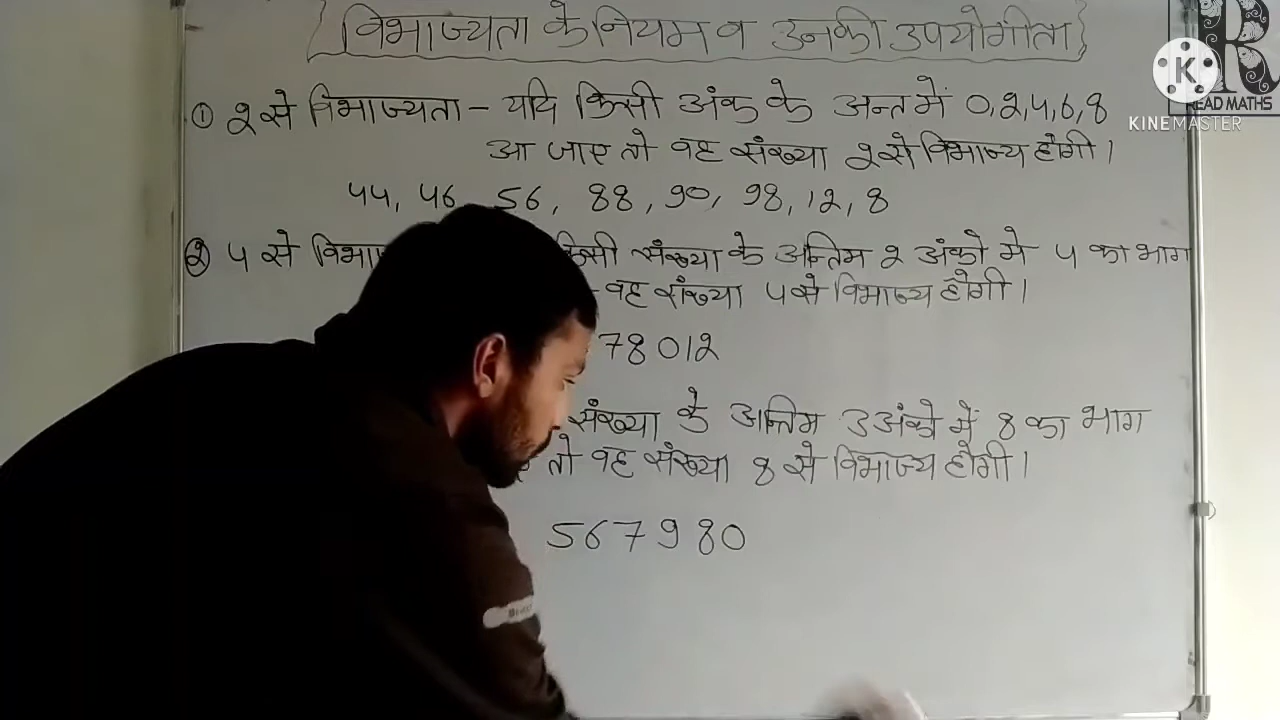 विभाज्यता के नियम व उनकी उपयोगीता
READ MATHS
KINEMASTER
① 2 से विभाज्यता - यदि किसी अंक के अन्त में 0,2,4,6,8
आ जाए तो वह संख्या 2 से विभाज्य होगी।
44, 46, 56, 88, 90, 98, 12, 8
② 4 से किसी संख्या के अन्तिम 2 अंको मे 4 का भाग
वह संख्या 4 से विभाज्य होगी।
78012
संख्या के अन्तिम 3 अंको में 8 का भाग
तो वह संख्या 8 से विभाज्य होगी।
567980